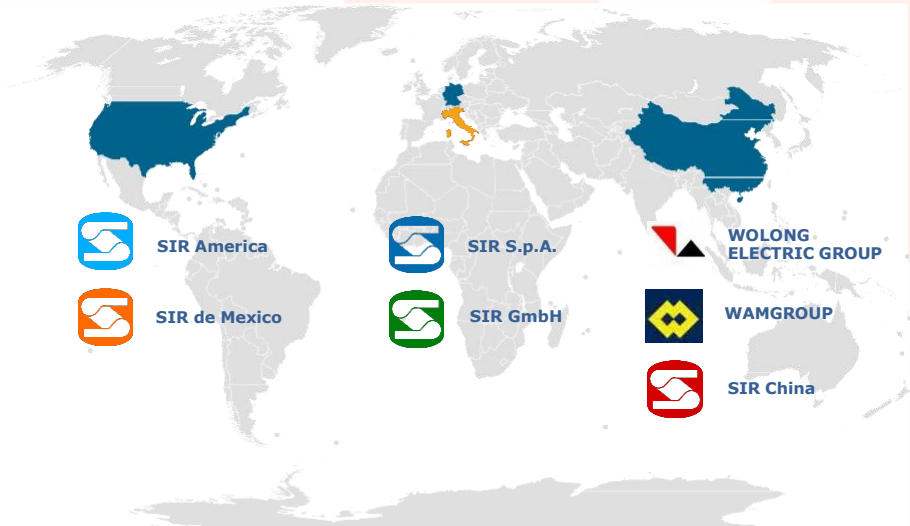 SIR America
SIR de Mexico
SIR S.p.A.
SIR GmbH
WOLONG
ELECTRIC GROUP
WAMGROUP
SIR China